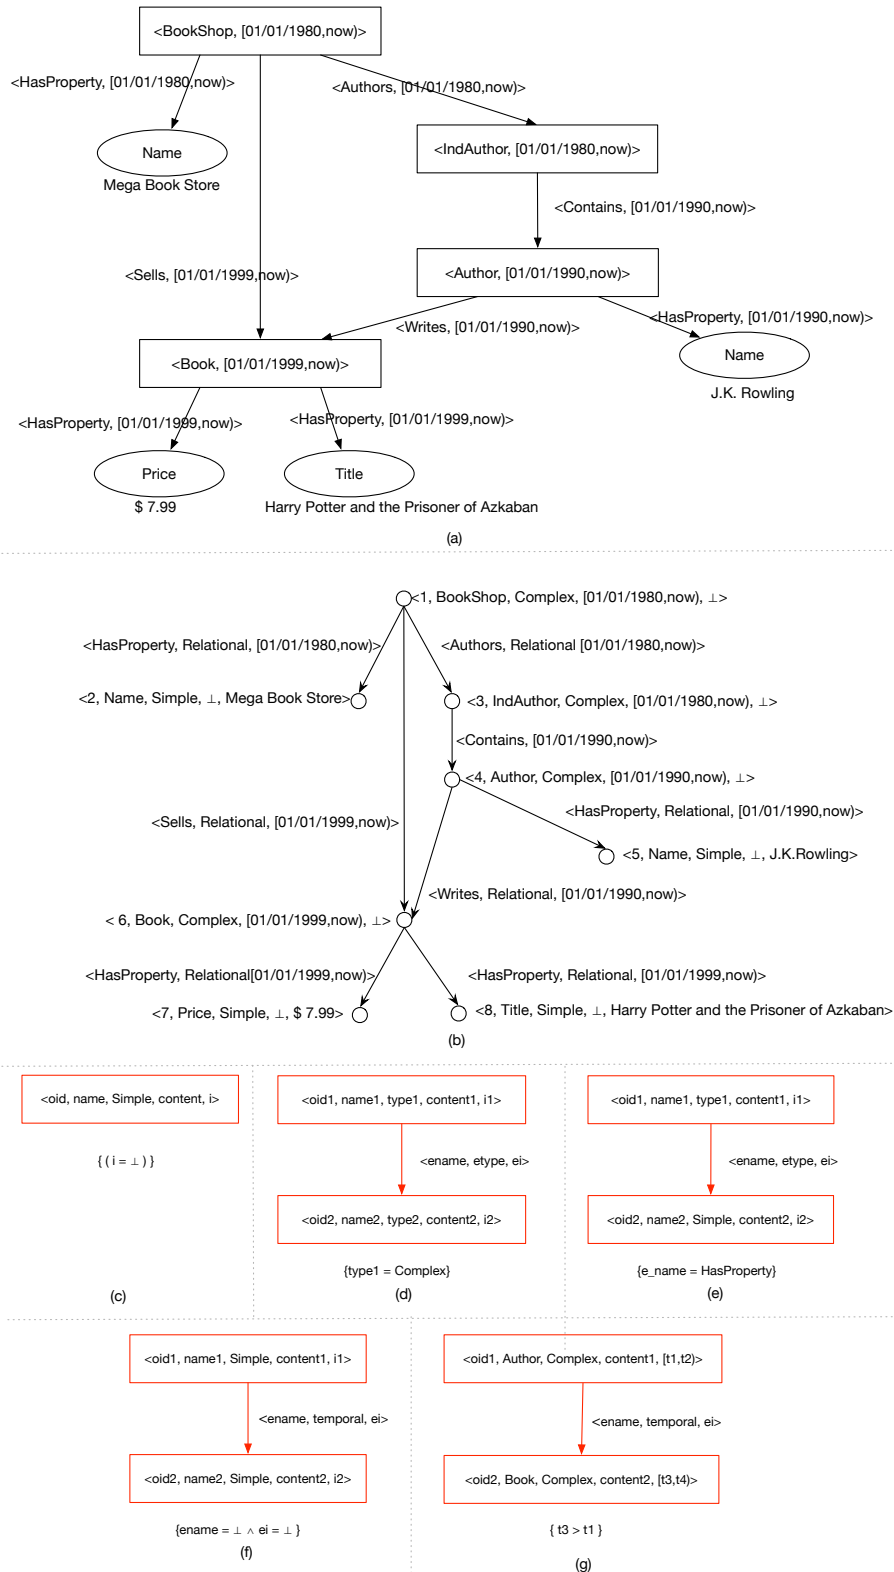 <BookShop, [01/01/1980,now)>
<HasProperty, [01/01/1980,now)>
<Authors, [01/01/1980,now)>
Name
Mega Book Store
<IndAuthor, [01/01/1980,now)>
<Contains, [01/01/1990,now)>
<Sells, [01/01/1999,now)>
<Author, [01/01/1990,now)>
<Writes, [01/01/1990,now)>
<HasProperty, [01/01/1990,now)>
<Book, [01/01/1999,now)>
Name
J.K. Rowling
<HasProperty, [01/01/1999,now)>
<HasProperty, [01/01/1999,now)>
Price
Title
$ 7.99
Harry Potter and the Prisoner of Azkaban
(a)
<1, BookShop, Complex, [01/01/1980,now), ⊥>
<HasProperty, Relational, [01/01/1980,now)>
<Authors, Relational [01/01/1980,now)>
<2, Name, Simple, ⊥, Mega Book Store>
<3, IndAuthor, Complex, [01/01/1980,now), ⊥>
<Contains, [01/01/1990,now)>
<4, Author, Complex, [01/01/1990,now), ⊥>
<Sells, Relational, [01/01/1999,now)>
<HasProperty, Relational, [01/01/1990,now)>
<5, Name, Simple, ⊥, J.K.Rowling>
<Writes, Relational, [01/01/1990,now)>
< 6, Book, Complex, [01/01/1999,now), ⊥>
<HasProperty, Relational[01/01/1999,now)>
<HasProperty, Relational, [01/01/1999,now)>
<7, Price, Simple, ⊥, $ 7.99>
<8, Title, Simple, ⊥, Harry Potter and the Prisoner of Azkaban>
(b)
<oid, name, Simple, content, i>
{ ( i = ⊥ ) }
(c)
<oid1, name1, type1, content1, i1>
<ename, etype, ei>
<oid2, name2, type2, content2, i2>
{type1 = Complex}
(d)
<oid1, name1, type1, content1, i1>
<ename, etype, ei>
<oid2, name2, Simple, content2, i2>
{e_name = HasProperty}
(e)
<oid1, name1, Simple, content1, i1>
<ename, temporal, ei>
<oid2, name2, Simple, content2, i2>
{ename = ⊥ ∧ ei = ⊥ }
(f)
<oid1, Author, Complex, content1, [t1,t2)>
<ename, temporal, ei>
<oid2, Book, Complex, content2, [t3,t4)>
{ t3 > t1 }
(g)